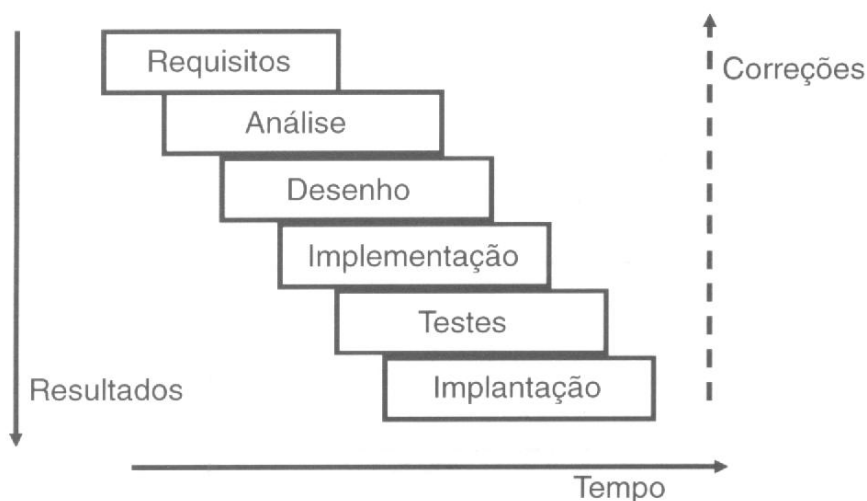 Requisitos
Correções
Análise
Desenho
Implementação
Testes
Resultados
Implantação
Tempo